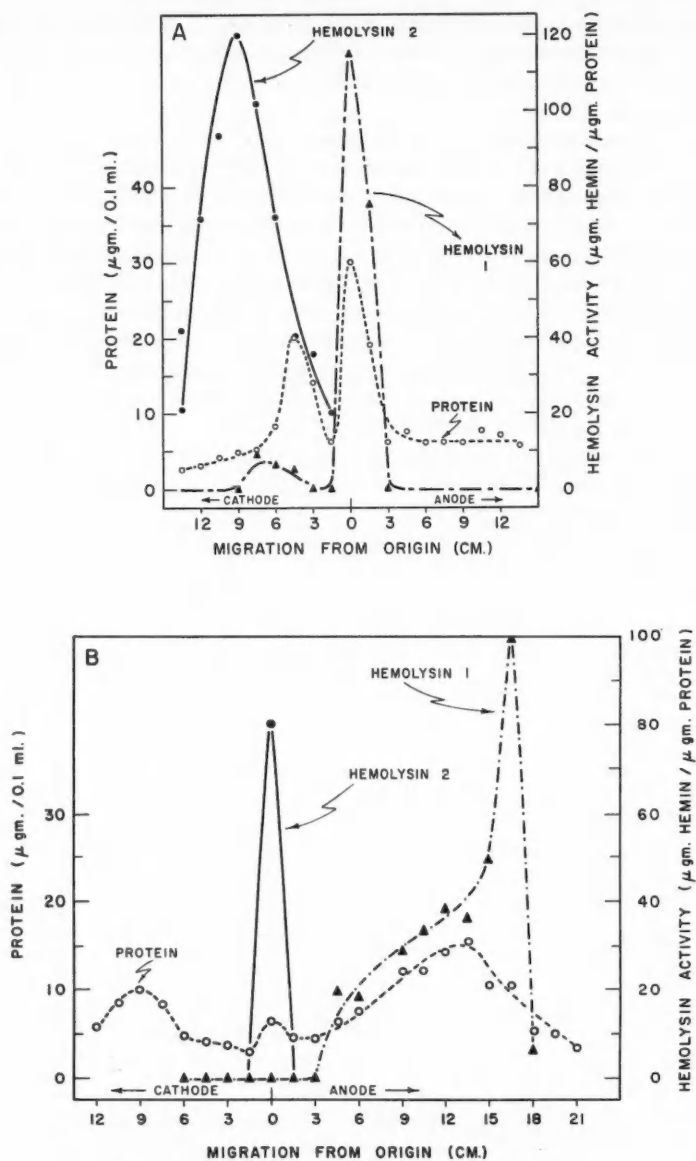 A
HEMOLYSIN 2
HEMOLYSIN
1
PROTEIN
PROTEIN (μgm. / 0.1 ml.)
40
30
20
10
0
120
100
80
60
40
20
0
HEMOLYSIN ACTIVITY (μgm. HEMIN / μgm. PROTEIN)
← CATHODE
ANODE →
12 9 6 3 0 3 6 9 12
MIGRATION FROM ORIGIN (CM.)
B
HEMOLYSIN 1
HEMOLYSIN 2
PROTEIN
PROTEIN (μgm. / 0.1 ml.)
30
20
10
0
100
80
60
40
20
0
HEMOLYSIN ACTIVITY (μgm. HEMIN / μgm. PROTEIN)
← CATHODE
ANODE →
12 9 6 3 0 3 9 12 15 18 21
MIGRATION FROM ORIGIN (CM.)